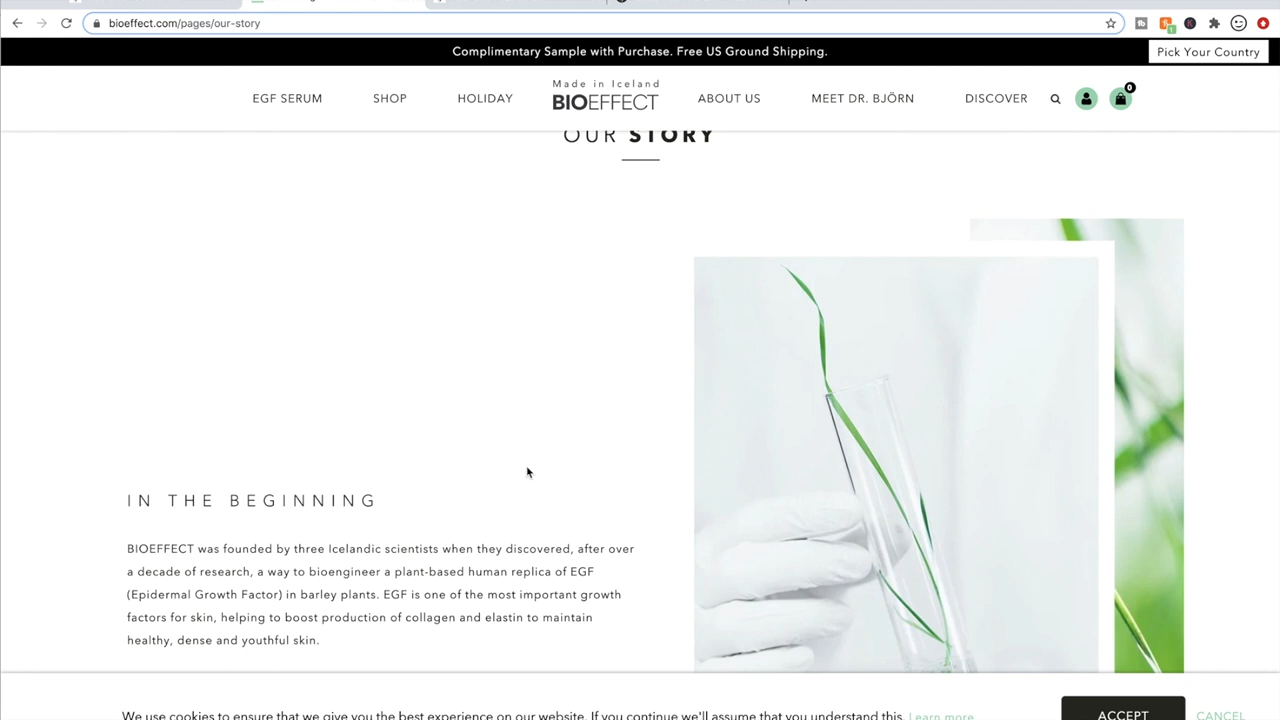 bioeffect.com/pages/our-story
Complimentary Sample with Purchase. Free US Ground Shipping.
Pick Your Country
Made in Iceland
EGF SERUM
SHOP
HOLIDAY
BIOEFFECT
ABOUT US
MEET DR. BJÖRN
DISCOVER
0
OUR STORY
IN THE BEGINNING
BIOEFFECT was founded by three Icelandic scientists when they discovered, after over
a decade of research, a way to bioengineer a plant-based human replica of EGF
(Epidermal Growth Factor) in barley plants. EGF is one of the most important growth
factors for skin, helping to boost production of collagen and elastin to maintain
healthy, dense and youthful skin.
We use cookies to ensure that we give you the best experience on our website. If you continue we'll assume that you understand this. Learn more
ACCEPT
CANCEL